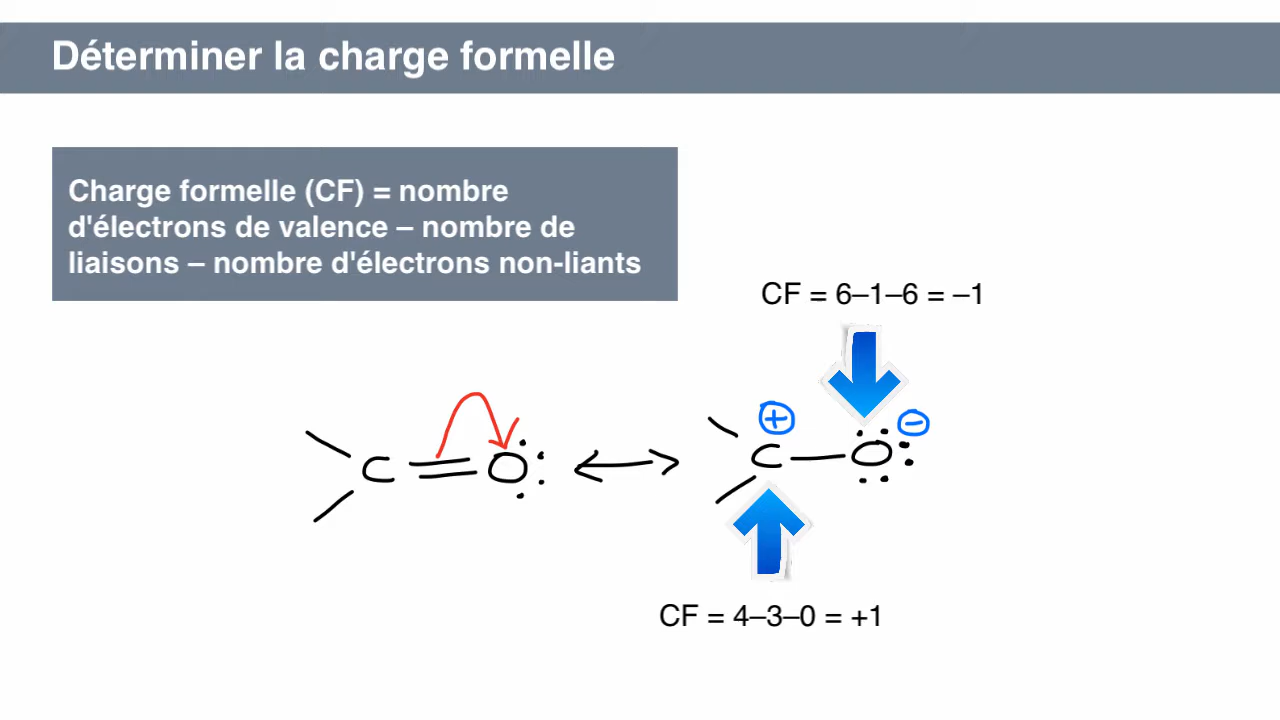 Déterminer la charge formelle
Charge formelle (CF) = nombre
d'électrons de valence – nombre de
liaisons – nombre d'électrons non-liants
CF = 6–1–6 = –1
C O C + O –
CF = 4–3–0 = +1